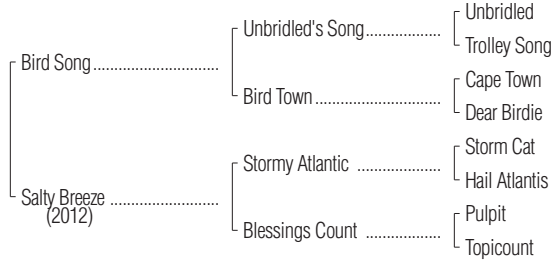 Unbridled
Unbridled's Song....................
Trolley Song
Bird Song.................................
Cape Town
Bird Town.................................
Dear Birdie
Storm Cat
Stormy Atlantic ......................
Hail Atlantis
Salty Breeze ............................
(2012)
Pulpit
Blessings Count ....................
Topicount